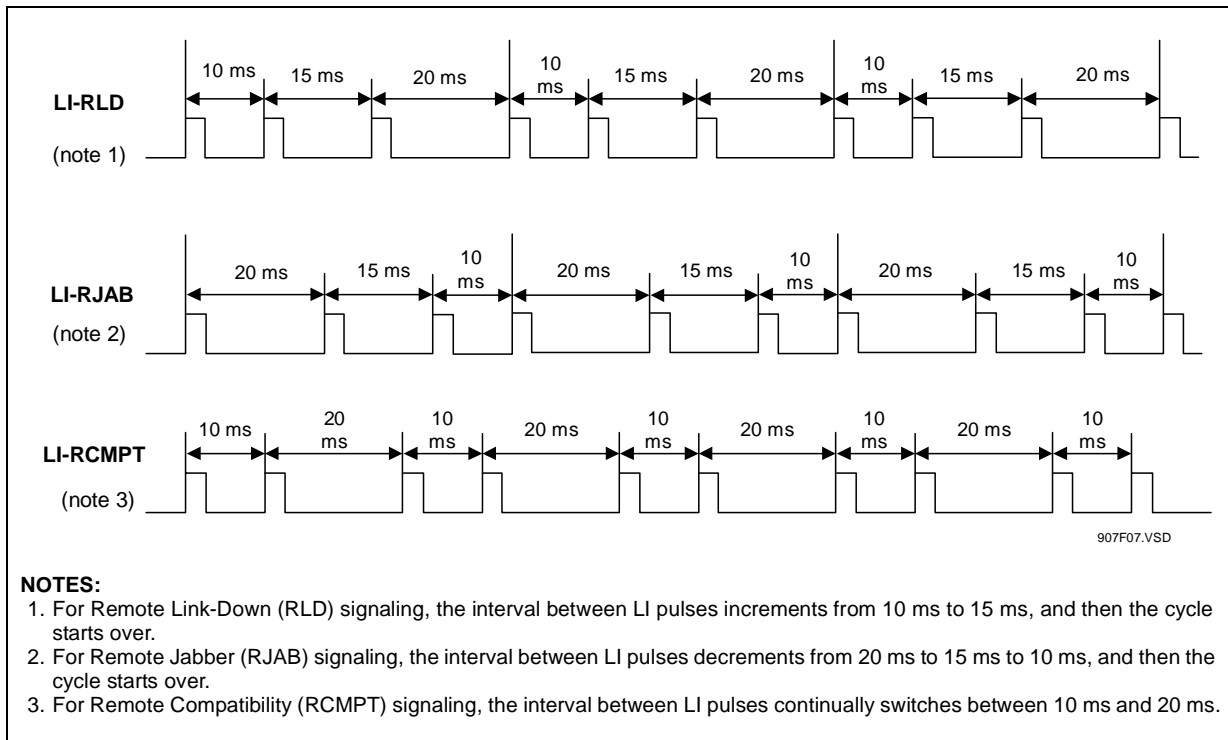 10 ms 15 ms 20 ms 10 ms 15 ms 20 ms 10 ms 15 ms 20 ms
LI-RLD
(note 1)
20 ms 15 ms 10 ms 20 ms 15 ms 10 ms 20 ms 15 ms 10 ms
LI-RJAB
(note 2)
10 ms 20 ms 10 ms 20 ms 10 ms 20 ms 10 ms 20 ms 10 ms
LI-RCMPT
(note 3)
907F07.VSD
NOTES:
1. For Remote Link-Down (RLD) signaling, the interval between LI pulses increments from 10 ms to 15 ms, and then the cycle
starts over.
2. For Remote Jabber (RJAB) signaling, the interval between LI pulses decrements from 20 ms to 15 ms to 10 ms, and then the
cycle starts over.
3. For Remote Compatibility (RCMPT) signaling, the interval between LI pulses continually switches between 10 ms and 20 ms.